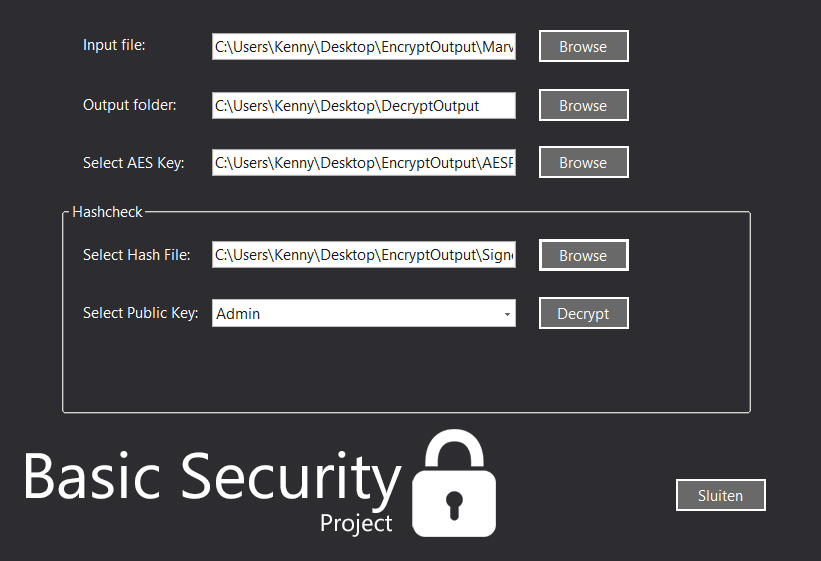 Input file: C:\Users\Kenny\Desktop\EncryptOutput\Marv Browse
Output folder: C:\Users\Kenny\Desktop\DecryptOutput Browse
Select AES Key: C:\Users\Kenny\Desktop\EncryptOutput\AESF Browse
Hashcheck
Select Hash File: C:\Users\Kenny\Desktop\EncryptOutput\Signe Browse
Select Public Key: Admin Decrypt
Basic Security
Project
Sluiten